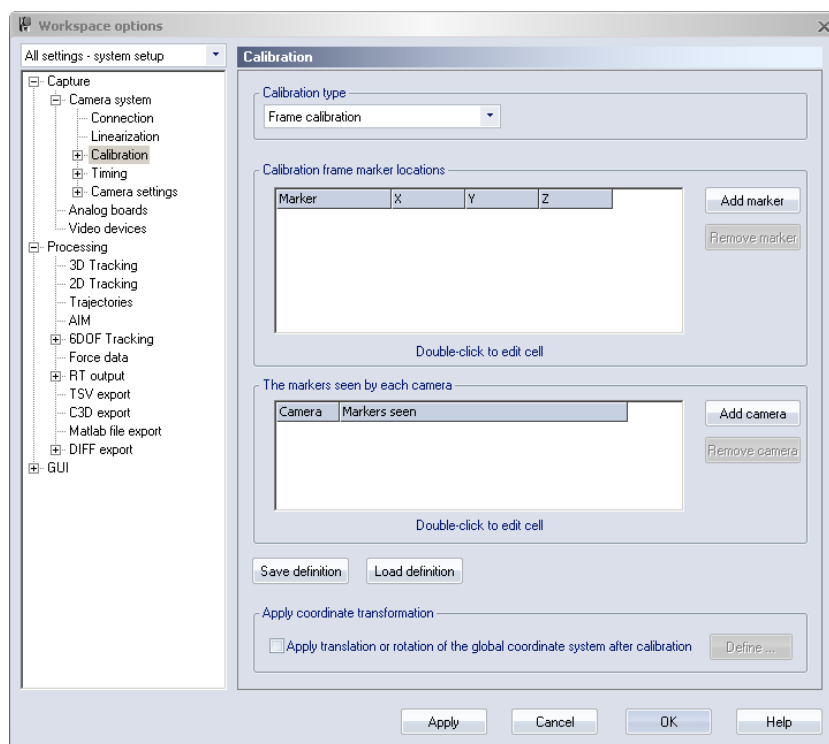 Workspace options
All settings - system setup
Capture
Camera system
Connection
Linearization
Calibration
Timing
Camera settings
Analog boards
Video devices
Processing
3D Tracking
2D Tracking
Trajectories
AIM
6DOF Tracking
Force data
RT output
TSV export
C3D export
Matlab file export
DIFF export
GUI
Calibration
Calibration type
Frame calibration
Calibration frame marker locations
Marker X Y Z
Add marker
Remove marker
Double-click to edit cell
The markers seen by each camera
Camera Markers seen
Add camera
Remove camera
Double-click to edit cell
Save definition Load definition
Apply coordinate transformation
Apply translation or rotation of the global coordinate system after calibration
Define ...
Apply Cancel OK Help